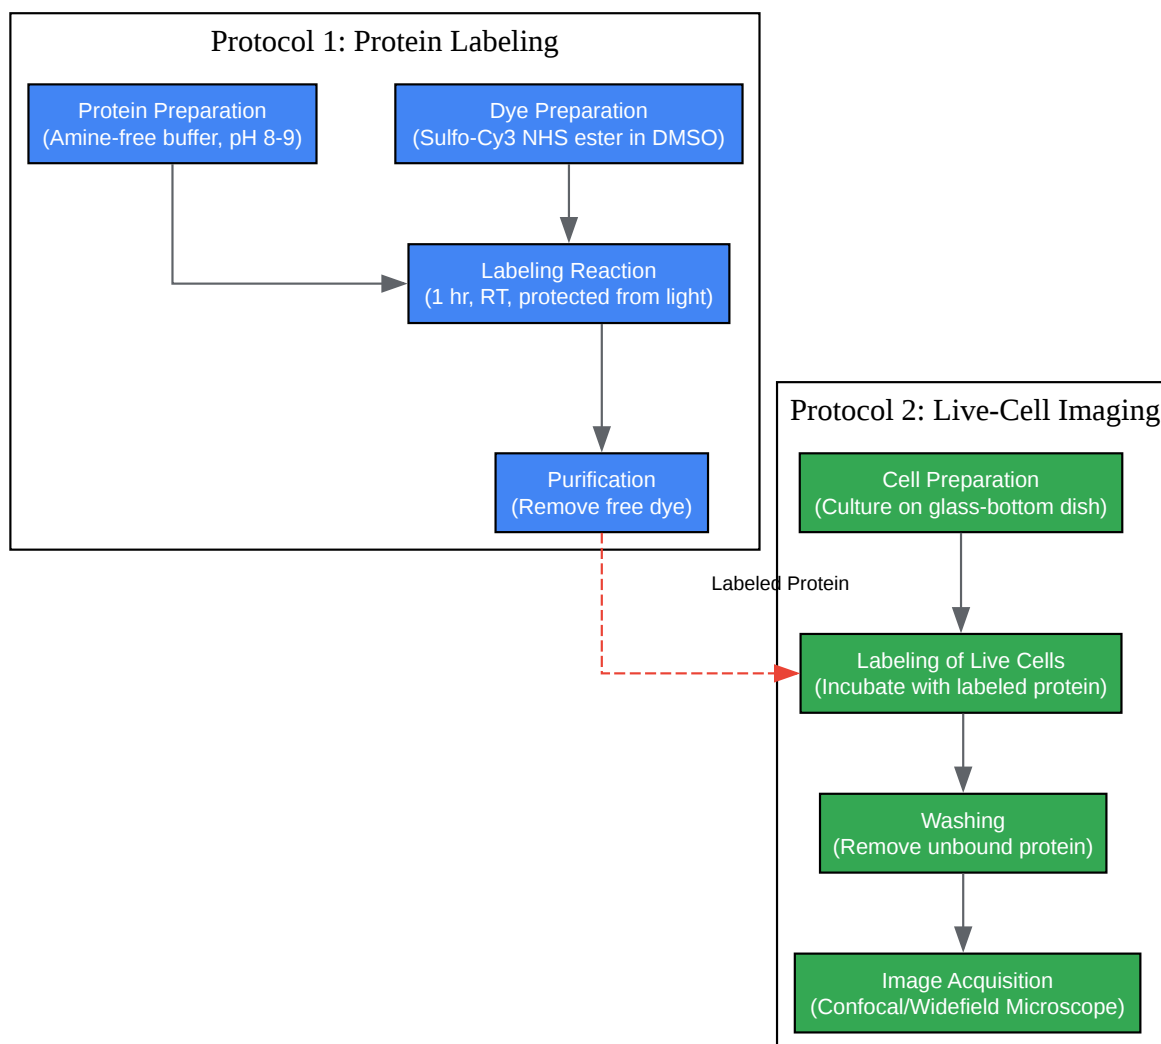 Protocol 1: Protein Labeling
Protein Preparation
(Amine-free buffer, pH 8-9)
Dye Preparation
(Sulfo-Cy3 NHS ester in DMSO)
Labeling Reaction
(1 hr, RT, protected from light)
Purification
(Remove free dye)
Labeled Protein
Protocol 2: Live-Cell Imaging
Cell Preparation
(Culture on glass-bottom dish)
Labeling of Live Cells
(Incubate with labeled protein)
Washing
(Remove unbound protein)
Image Acquisition
(Confocal/Widefield Microscope)